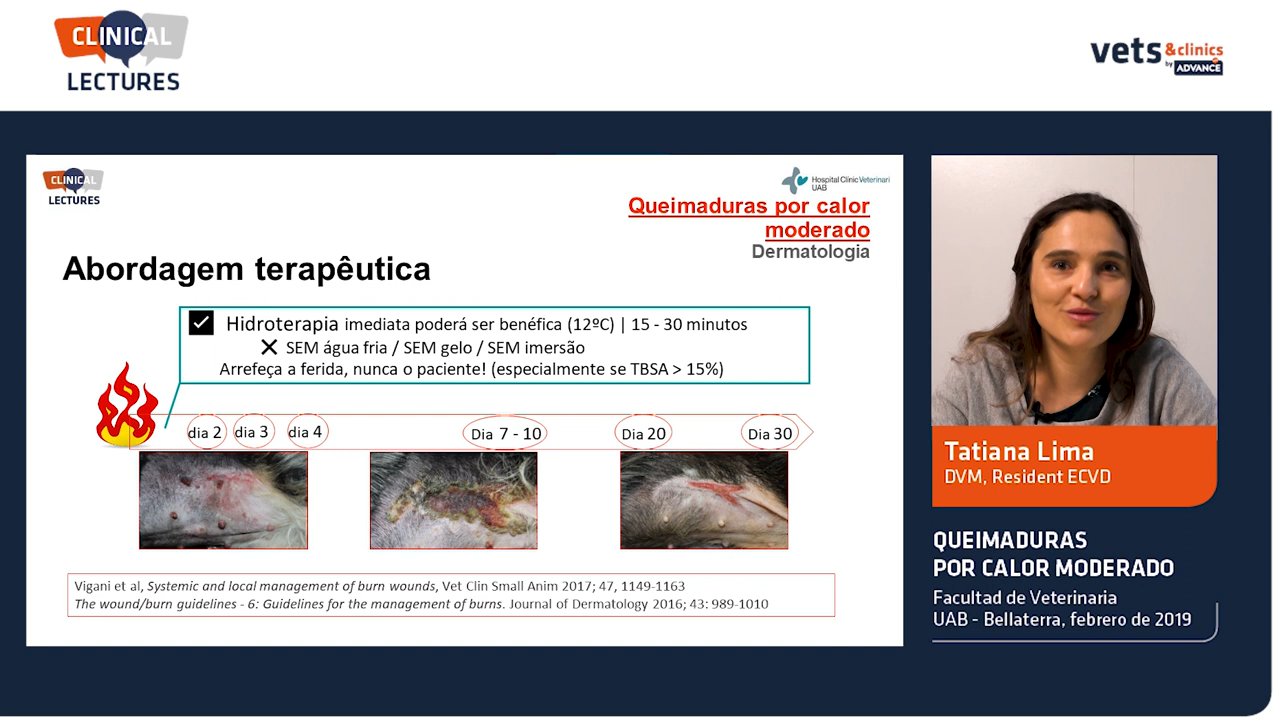 CLINICAL
LECTURES
vets &clinics
by ADVANCE
CLINICAL
LECTURES
Hospital Clínic Veterinari
UAB
Queimaduras por calor
moderado
Dermatologia
Abordagem terapêutica
Hidroterapia imediata poderá ser benéfica (12ºC) | 15 - 30 minutos
SEM água fria / SEM gelo / SEM imersão
Arrefeça a ferida, nunca o paciente! (especialmente se TBSA > 15%)
dia 2 dia 3 dia 4 Dia 7 - 10 Dia 20 Dia 30
Vigani et al, Systemic and local management of burn wounds, Vet Clin Small Anim 2017; 47, 1149-1163
The wound/burn guidelines - 6: Guidelines for the management of burns. Journal of Dermatology 2016; 43: 989-1010
Tatiana Lima
DVM, Resident ECVD
QUEIMADURAS
POR CALOR MODERADO
Facultad de Veterinaria
UAB - Bellaterra, febrero de 2019